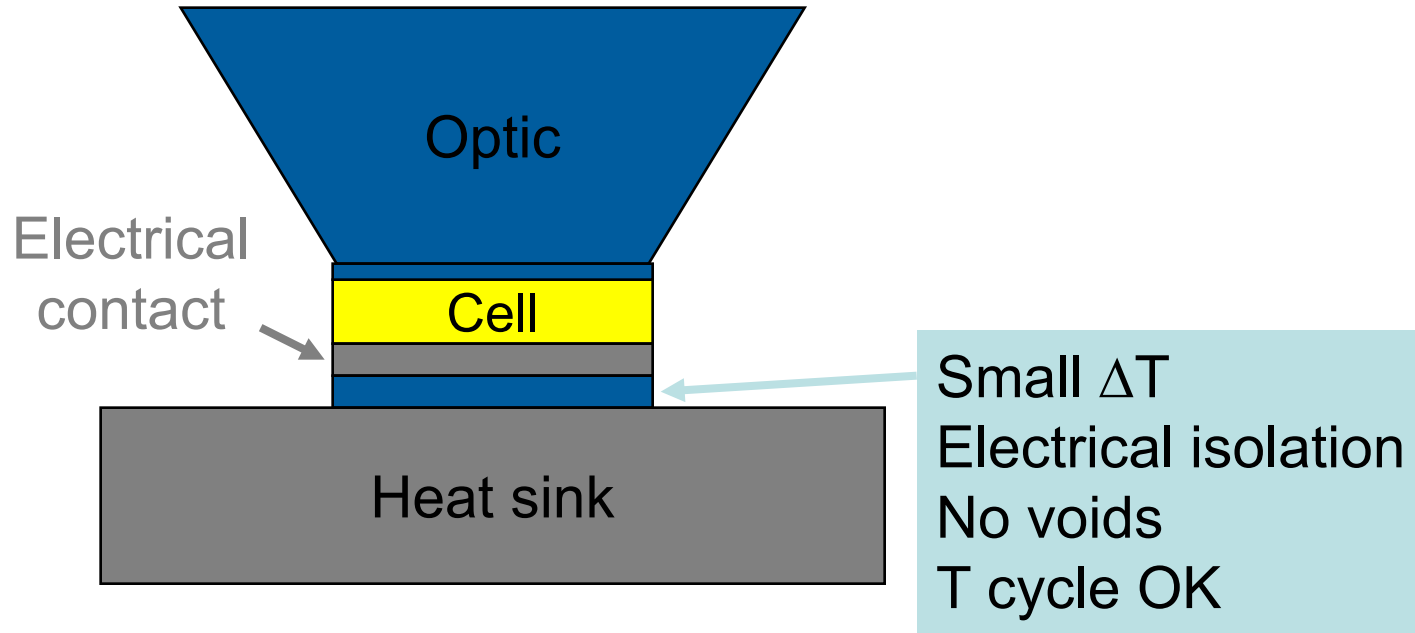 Optic
Electrical
contact
Cell
Small ΔT
Electrical isolation
No voids
T cycle OK
Heat sink